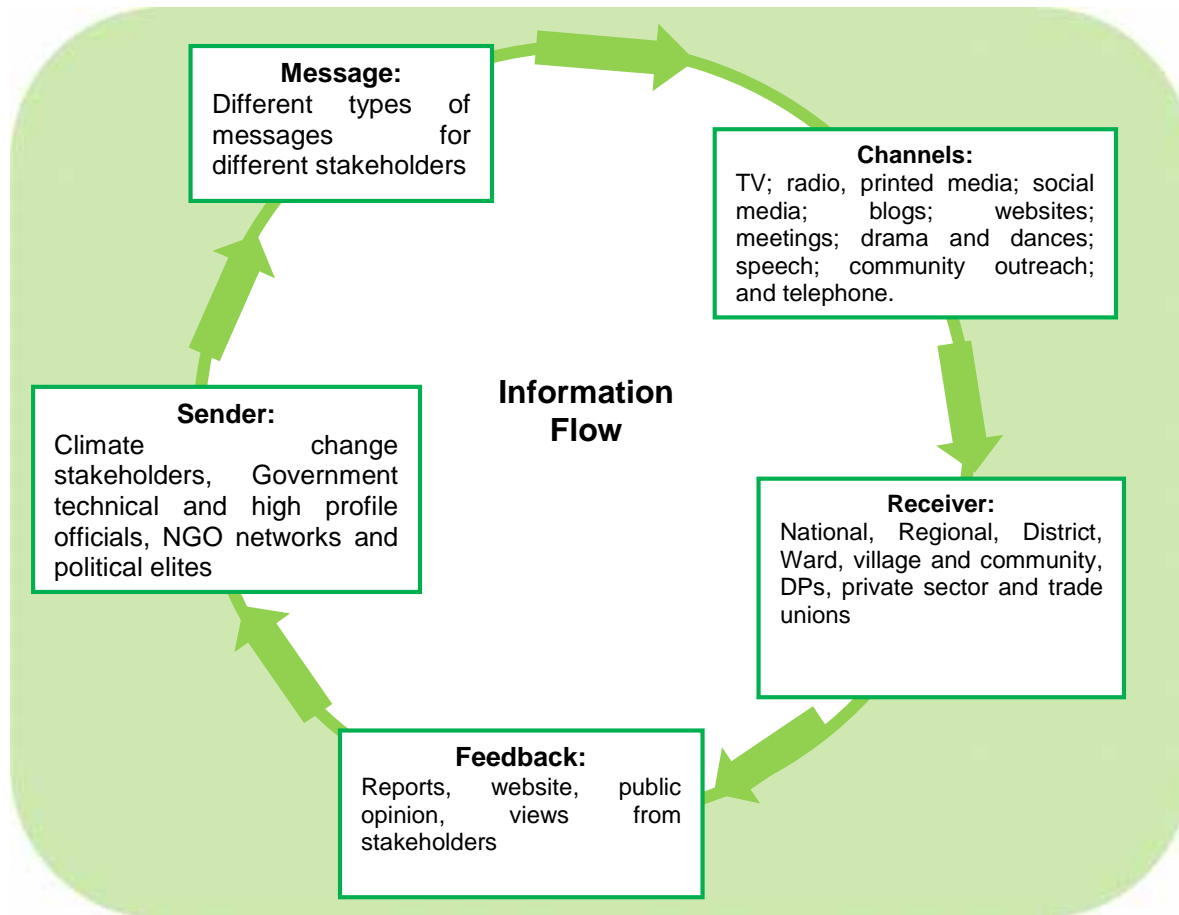 Message:
Different types of
messages for
different stakeholders
Channels:
TV; radio, printed media; social
media; blogs; websites;
meetings; drama and dances;
speech; community outreach;
and telephone.
Information
Flow
Sender:
Climate change
stakeholders, Government
technical and high profile
officials, NGO networks and
political elites
Receiver:
National, Regional, District,
Ward, village and community,
DPs, private sector and trade
unions
Feedback:
Reports, website, public
opinion, views from
stakeholders